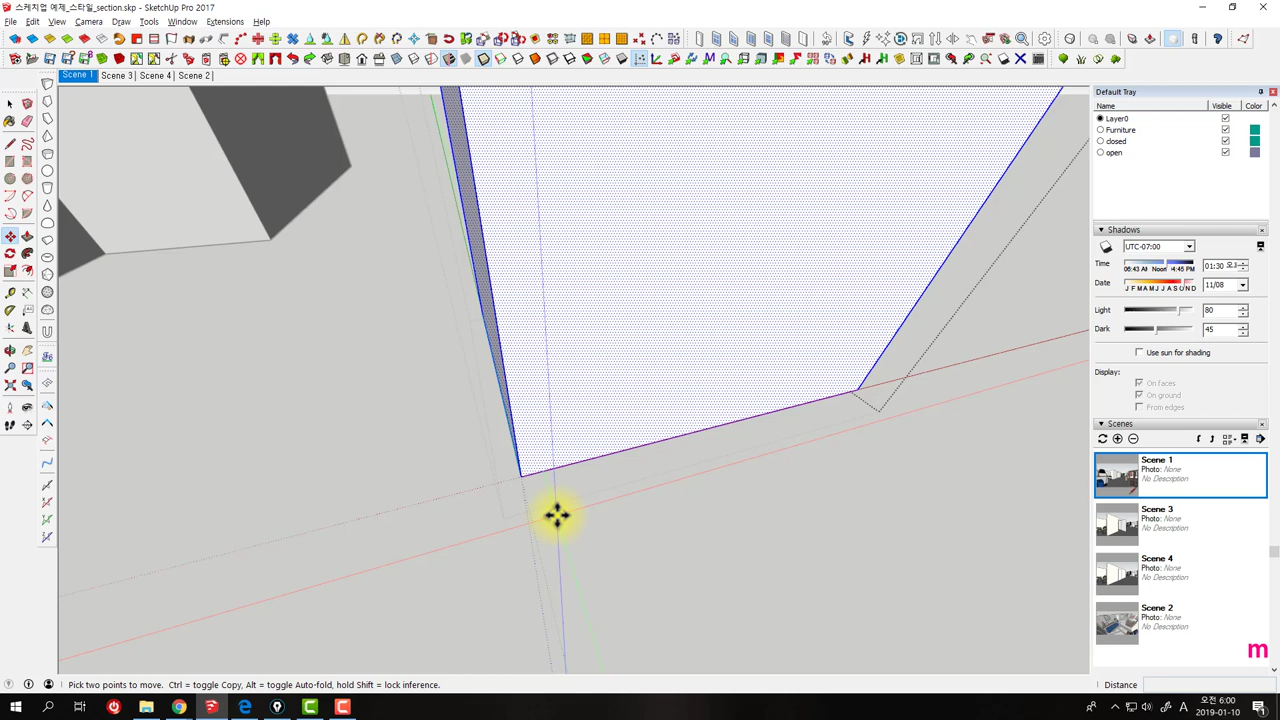 스케치업 예제_스타일_section.skp - SketchUp Pro 2017
File Edit View Camera Draw Tools Window Extensions Help
Scene 1 Scene 3 Scene 4 Scene 2
Default Tray
Name Visible Color
Layer0
Furniture
closed
open
Shadows
UTC-07:00
Time 06:43 AM Noon 4:45 PM 01:30 오후
Date J F M A M J J A S O N D 11/08
Light 80
Dark 45
Use sun for shading
Display:
On faces
On ground
From edges
Scenes
Scene 1
Photo: None
No Description
Scene 3
Photo: None
No Description
Scene 4
Photo: None
No Description
Scene 2
Photo: None
No Description
m
Pick two points to move. Ctrl = toggle Copy, Alt = toggle Auto-fold, hold Shift = lock inference.
Distance
A
오전 6:00
2019-01-10